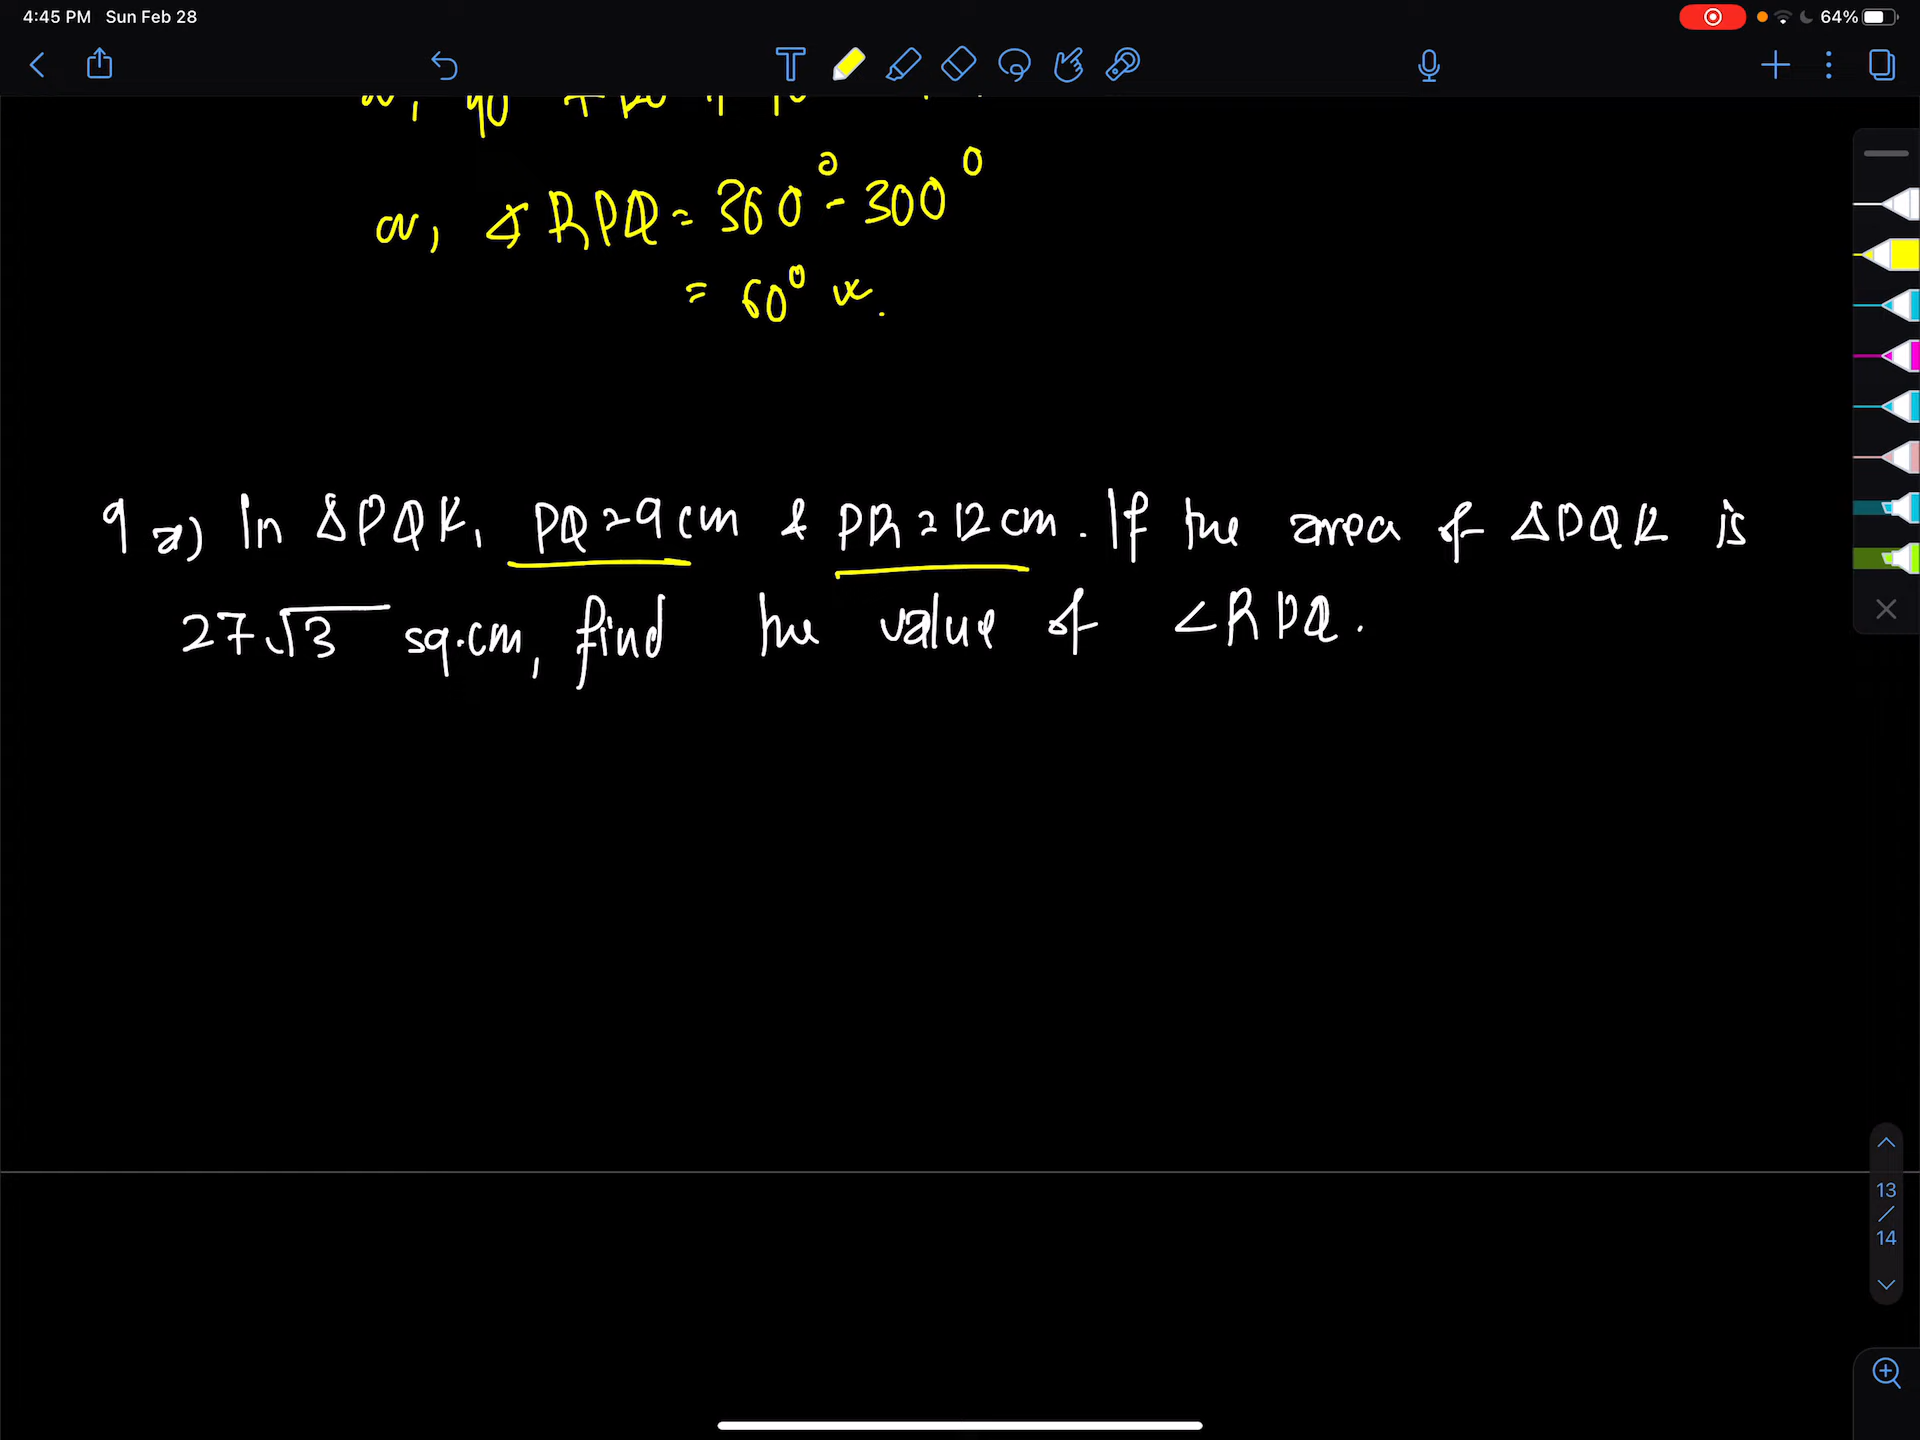 4:45 PM Sun Feb 28
64%
T
or, ∢ RPQ = 360° - 300°
= 60°
9 a) In ΔPQR, PQ = 9 cm & PR = 12 cm. If the area of ΔPQR is
27√3 sq.cm, find the value of ∠RPQ.
13
/
14